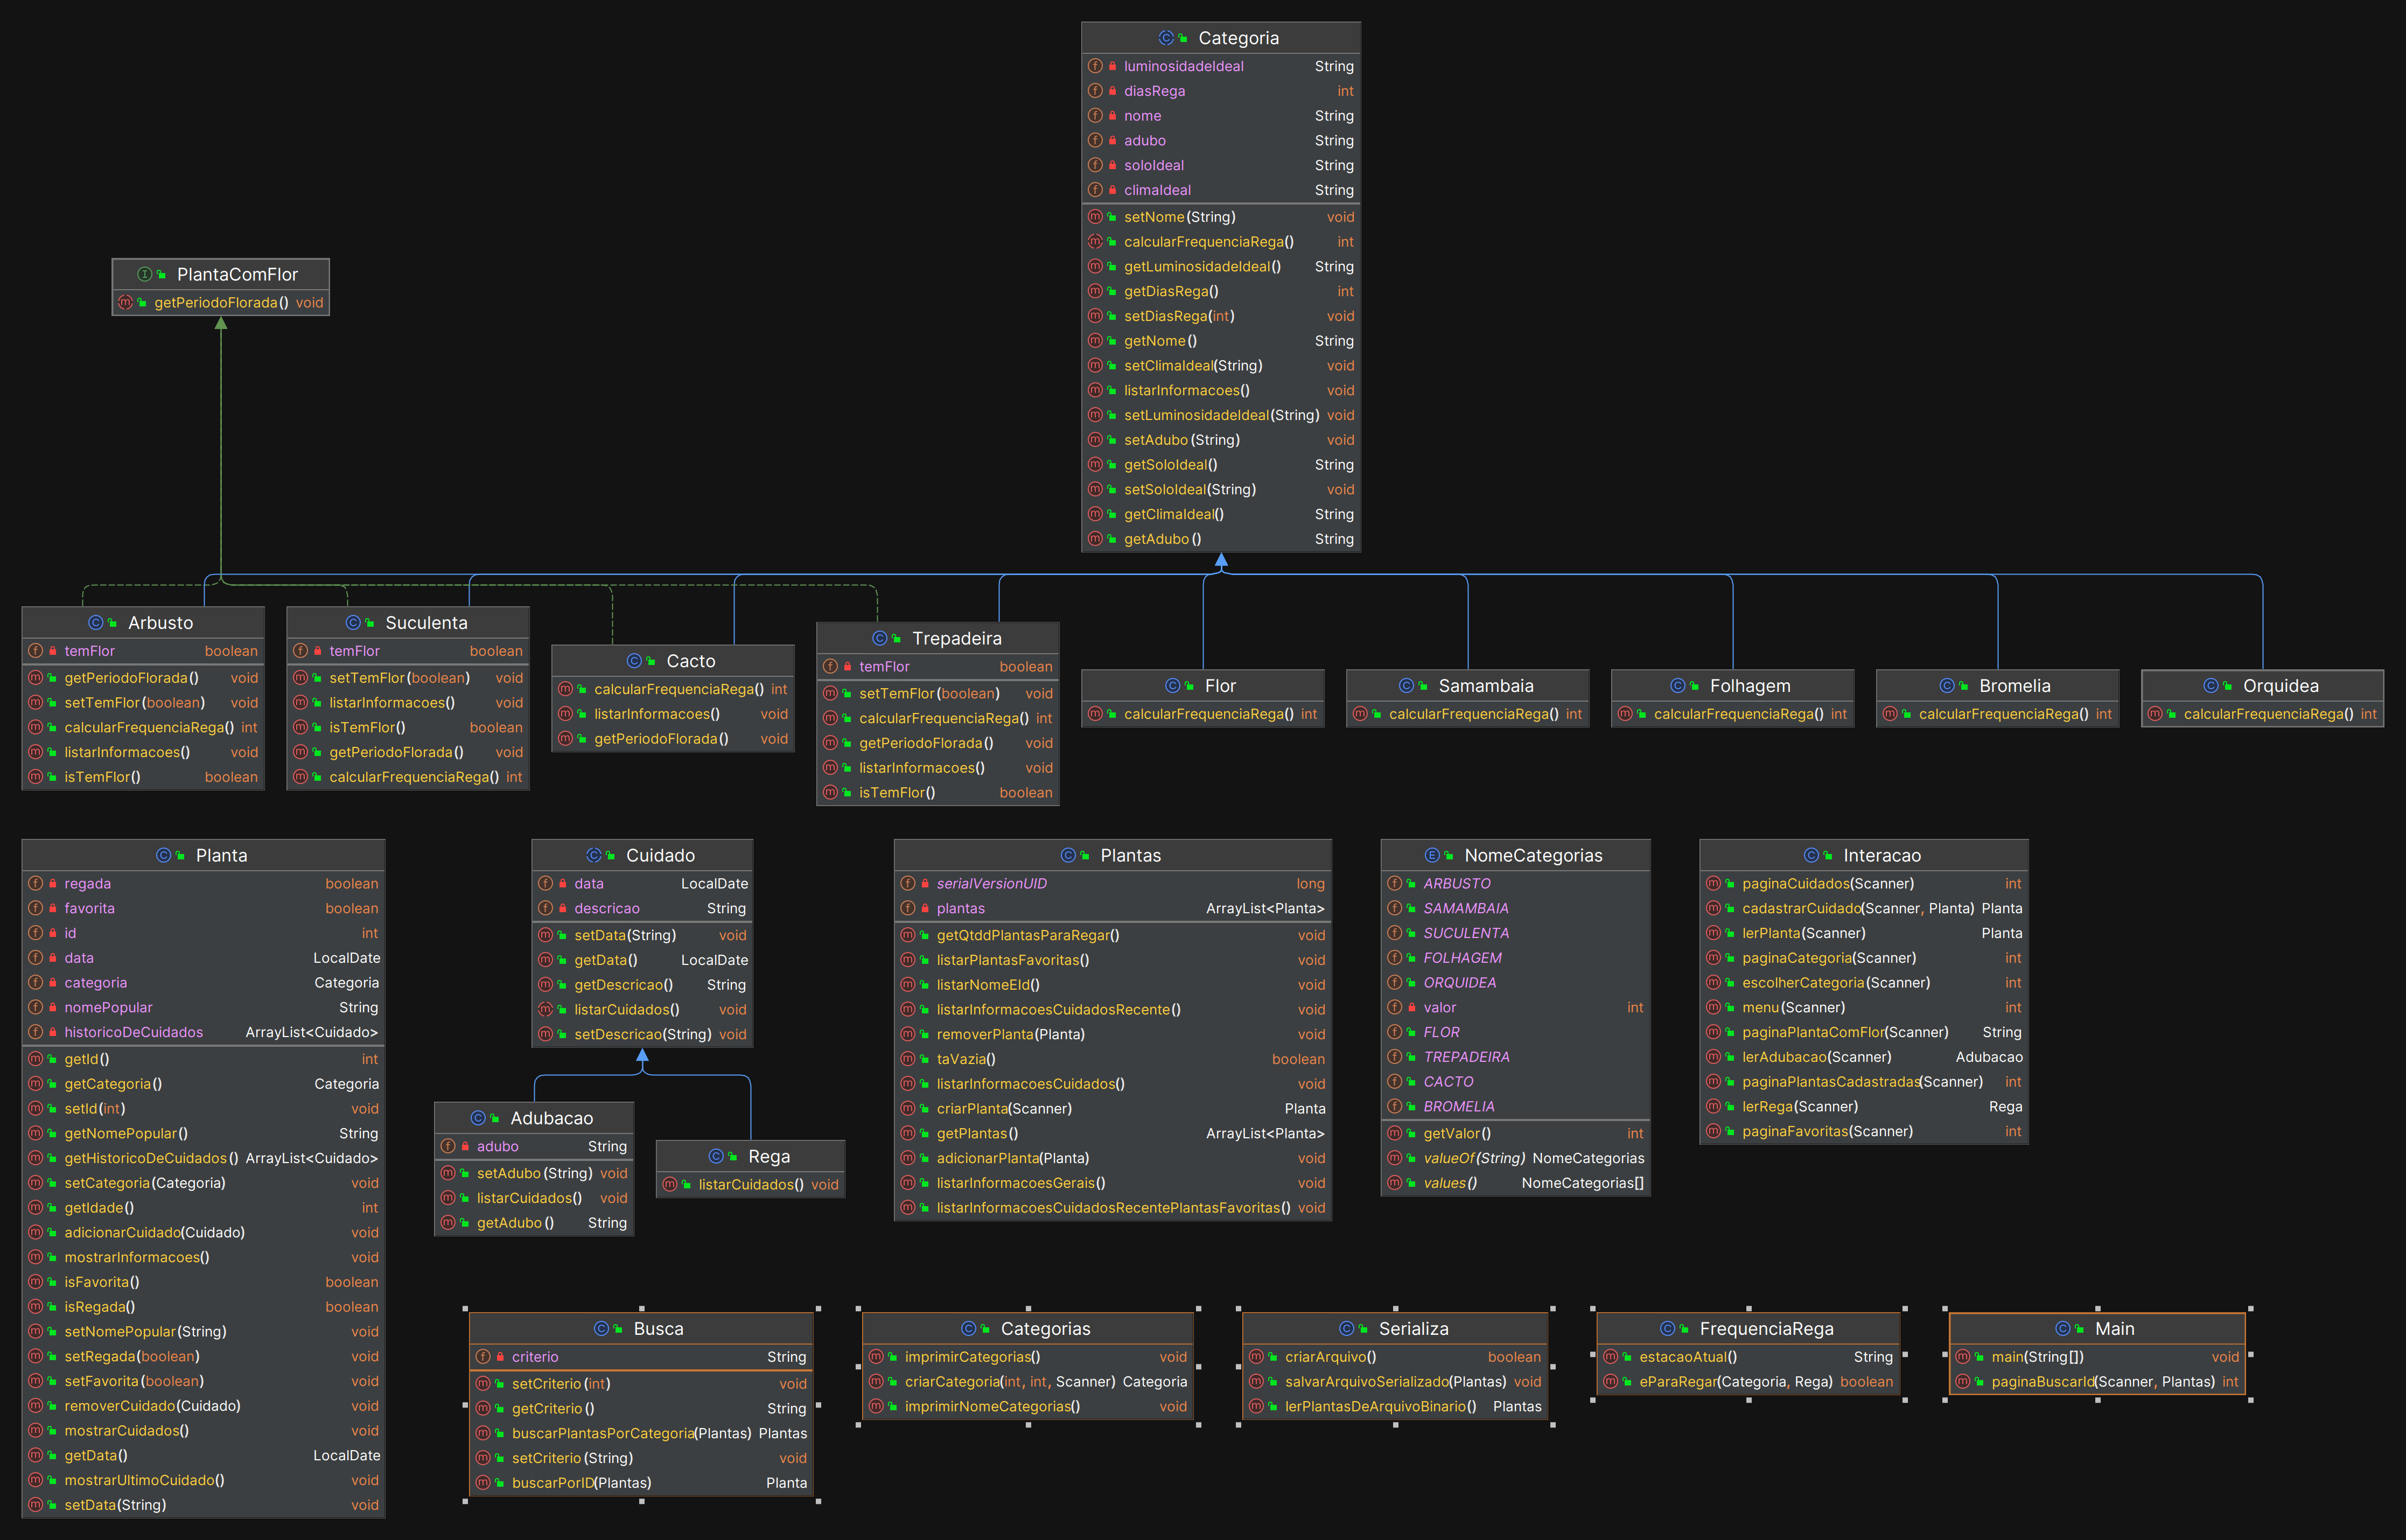 Categoria
luminosidadeIdeal String
diasRega int
nome String
adubo String
soloIdeal String
climaIdeal String
setNome(String) void
calcularFrequenciaRega() int
getLuminosidadeIdeal() String
getDiasRega() int
setDiasRega(int) void
getNome() String
setClimaIdeal(String) void
listarInformacoes() void
setLuminosidadeIdeal(String) void
setAdubo(String) void
getSoloIdeal() String
setSoloIdeal(String) void
getClimaIdeal() String
getAdubo() String
PlantaComFlor
getPeriodoFlorada() void
Arbusto
temFlor boolean
getPeriodoFlorada() void
setTemFlor(boolean) void
calcularFrequenciaRega() int
listarInformacoes() void
isTemFlor() boolean
Suculenta
temFlor boolean
setTemFlor(boolean) void
listarInformacoes() void
isTemFlor() boolean
getPeriodoFlorada() void
calcularFrequenciaRega() int
Cacto
calcularFrequenciaRega() int
listarInformacoes() void
getPeriodoFlorada() void
Trepadeira
temFlor boolean
setTemFlor(boolean) void
calcularFrequenciaRega() int
getPeriodoFlorada() void
listarInformacoes() void
isTemFlor() boolean
Flor
calcularFrequenciaRega() int
Samambaia
calcularFrequenciaRega() int
Folhagem
calcularFrequenciaRega() int
Bromelia
calcularFrequenciaRega() int
Orquidea
calcularFrequenciaRega() int
Planta
regada boolean
favorita boolean
id int
data LocalDate
categoria Categoria
nomePopular String
historicoDeCuidados ArrayList<Cuidado>
getId() int
getCategoria() Categoria
setId(int) void
getNomePopular() String
getHistoricoDeCuidados() ArrayList<Cuidado>
setCategoria(Categoria) void
getIdade() int
adicionarCuidado(Cuidado) void
mostrarInformacoes() void
isFavorita() boolean
isRegada() boolean
setNomePopular(String) void
setRegada(boolean) void
setFavorita(boolean) void
removerCuidado(Cuidado) void
mostrarCuidados() void
getData() LocalDate
mostrarUltimoCuidado() void
setData(String) void
Cuidado
data LocalDate
descricao String
setData(String) void
getData() LocalDate
getDescricao() String
listarCuidados() void
setDescricao(String) void
Adubacao
adubo String
setAdubo(String) void
listarCuidados() void
getAdubo() String
Rega
listarCuidados() void
Plantas
serialVersionUID long
plantas ArrayList<Planta>
getQtddPlantasParaRegar() void
listarPlantasFavoritas() void
listarNomeEId() void
listarInformacoesCuidadosRecente() void
removerPlanta(Planta) void
taVazia() boolean
listarInformacoesCuidados() void
criarPlanta(Scanner) Planta
getPlantas() ArrayList<Planta>
adicionarPlanta(Planta) void
listarInformacoesGerais() void
listarInformacoesCuidadosRecentePlantasFavoritas() void
NomeCategorias
ARBUSTO
SAMAMBAIA
SUCULENTA
FOLHAGEM
ORQUIDEA
valor int
FLOR
TREPADEIRA
CACTO
BROMELIA
getValor() int
valueOf(String) NomeCategorias
values() NomeCategorias[]
Interacao
paginaCuidados(Scanner) int
cadastrarCuidado(Scanner, Planta) Planta
lerPlanta(Scanner) Planta
paginaCategoria(Scanner) int
escolherCategoria(Scanner) int
menu(Scanner) int
paginaPlantaComFlor(Scanner) String
lerAdubacao(Scanner) Adubacao
paginaPlantasCadastradas(Scanner) int
lerRega(Scanner) Rega
paginaFavoritas(Scanner) int
Busca
criterio String
setCriterio(int) void
getCriterio() String
buscarPlantasPorCategoria(Plantas) Plantas
setCriterio(String) void
buscarPorID(Plantas) Planta
Categorias
imprimirCategorias() void
criarCategoria(int, int, Scanner) Categoria
imprimirNomeCategorias() void
Serializa
criarArquivo() boolean
salvarArquivoSerializado(Plantas) void
lerPlantasDeArquivoBinario() Plantas
FrequenciaRega
estacaoAtual() String
eParaRegar(Categoria, Rega) boolean
Main
main(String[]) void
paginaBuscarId(Scanner, Plantas) int